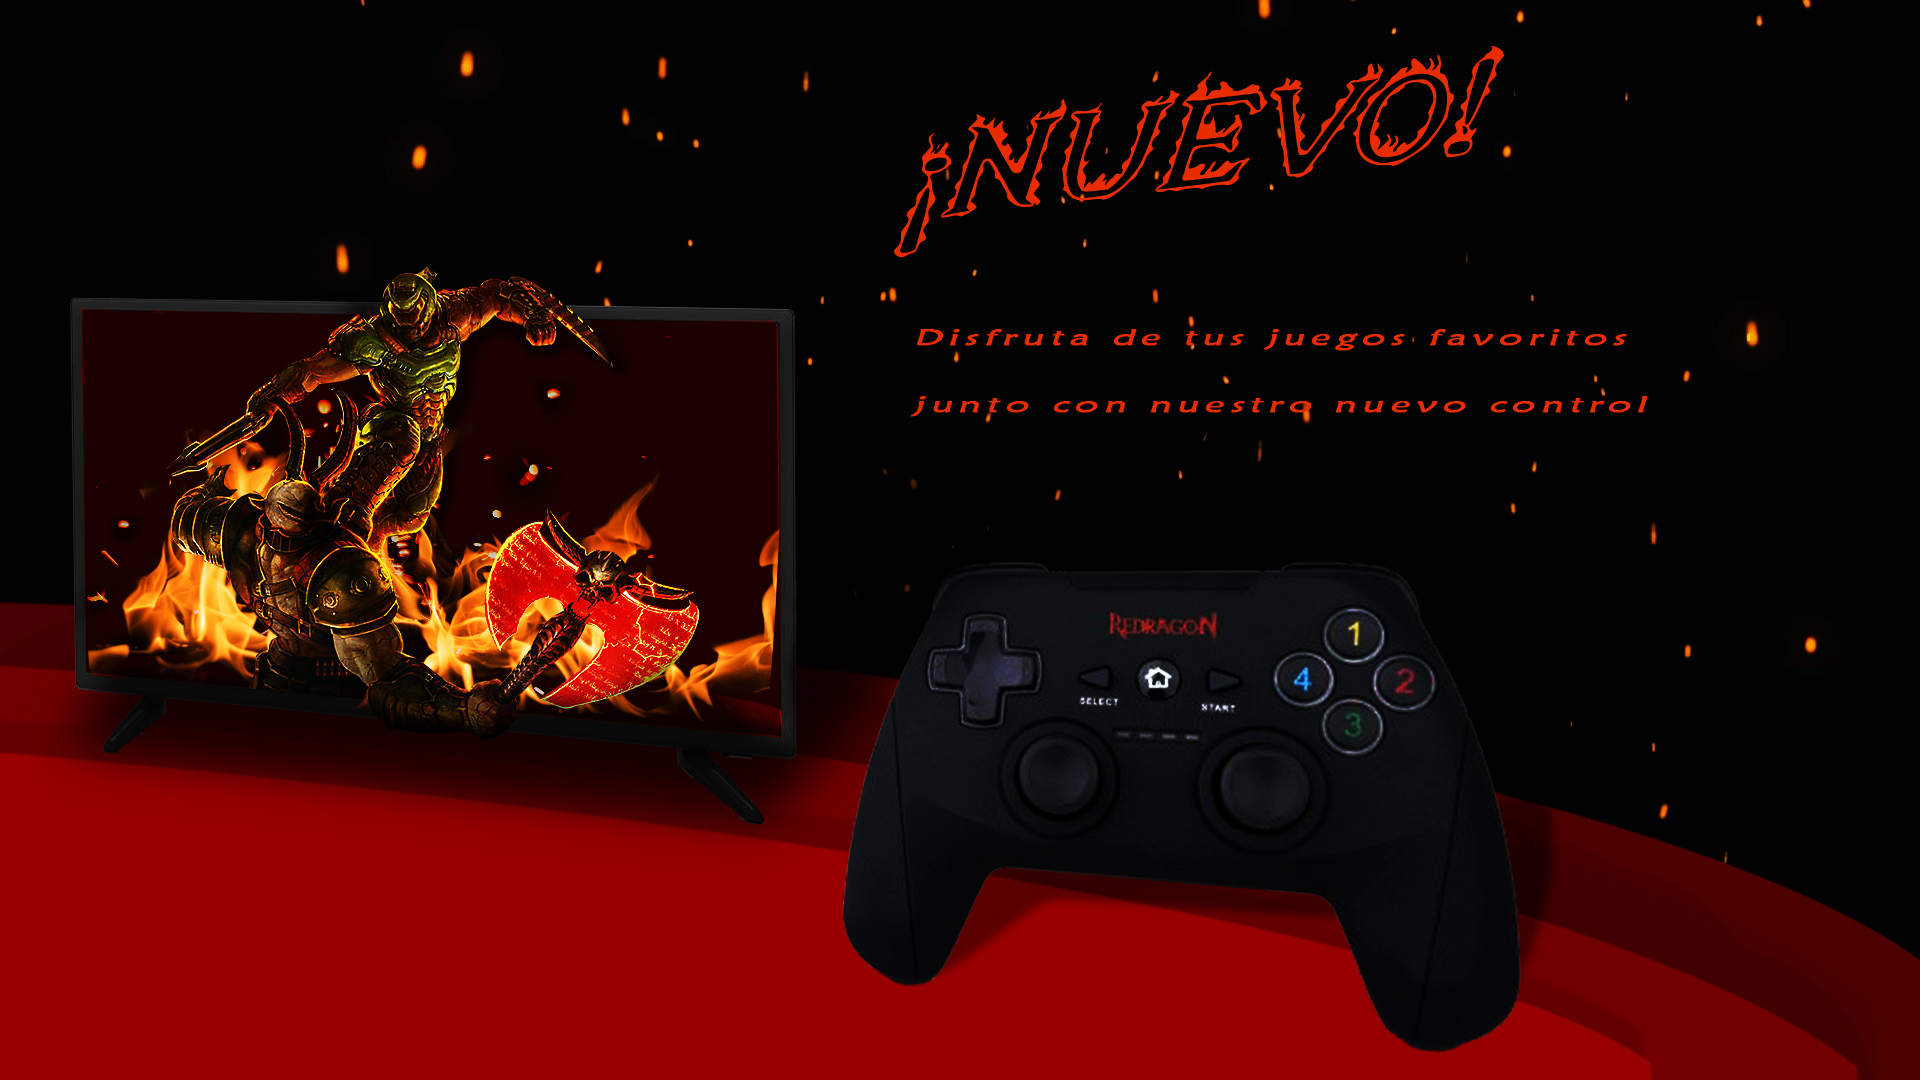 ¡NUEVO!
Disfruta de tus juegos favoritos
junto con nuestro nuevo control
REDRAGON
SELECT
START
1
4
2
3